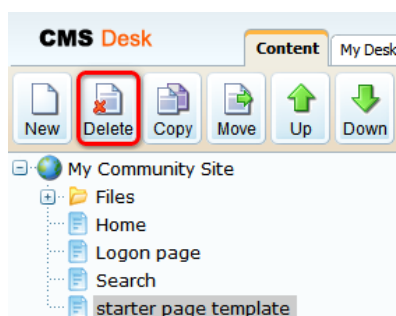 CMS Desk
Content My Desk
New Delete Copy Move Up Down
My Community Site
Files
Home
Logon page
Search
starter page template